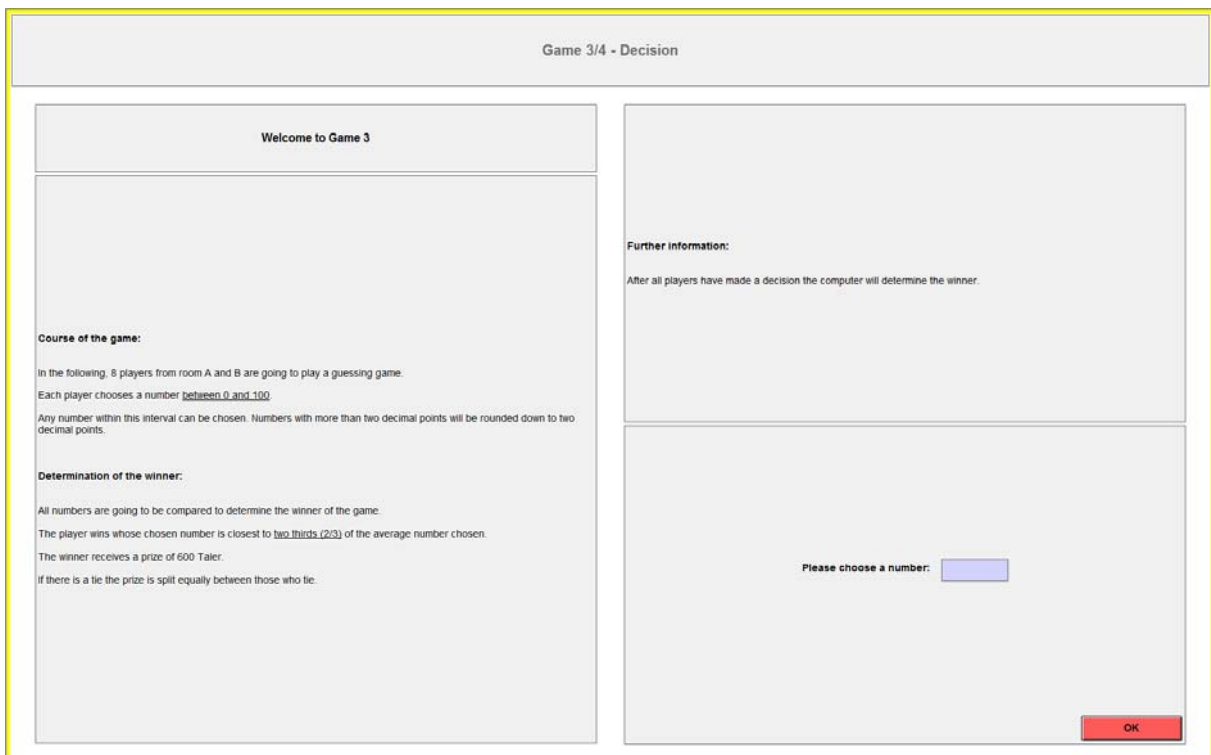 Game 3/4 - Decision
Welcome to Game 3
Course of the game:
In the following, 8 players from room A and B are going to play a guessing game.
Each player chooses a number between 0 and 100.
Any number within this interval can be chosen. Numbers with more than two decimal points will be rounded down to two
decimal points.
Determination of the winner:
All numbers are going to be compared to determine the winner of the game.
The player wins whose chosen number is closest to two thirds (2/3) of the average number chosen.
The winner receives a prize of 600 Taler.
If there is a tie the prize is split equally between those who tie.
Further information:
After all players have made a decision the computer will determine the winner.
Please choose a number:
OK